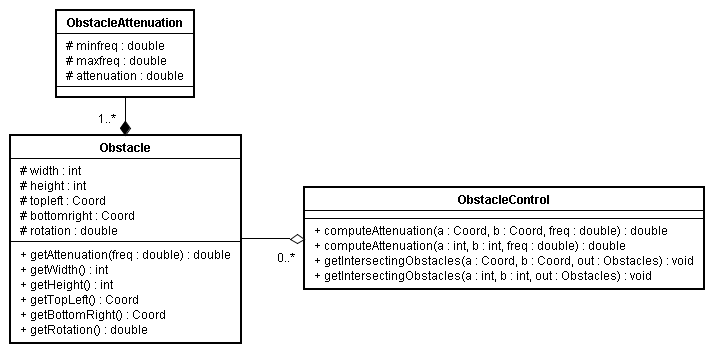 ObstacleAttenuation
# minfreq : double
# maxfreq : double
# attenuation : double
1..*
Obstacle
# width : int
# height : int
# topleft : Coord
# bottomright : Coord
# rotation : double
+ getAttenuation(freq : double) : double
+ getWidth() : int
+ getHeight() : int
+ getTopLeft() : Coord
+ getBottomRight() : Coord
+ getRotation() : double
0..*
ObstacleControl
+ computeAttenuation(a : Coord, b : Coord, freq : double) : double
+ computeAttenuation(a : int, b : int, freq : double) : double
+ getIntersectingObstacles(a : Coord, b : Coord, out : Obstacles) : void
+ getIntersectingObstacles(a : int, b : int, out : Obstacles) : void